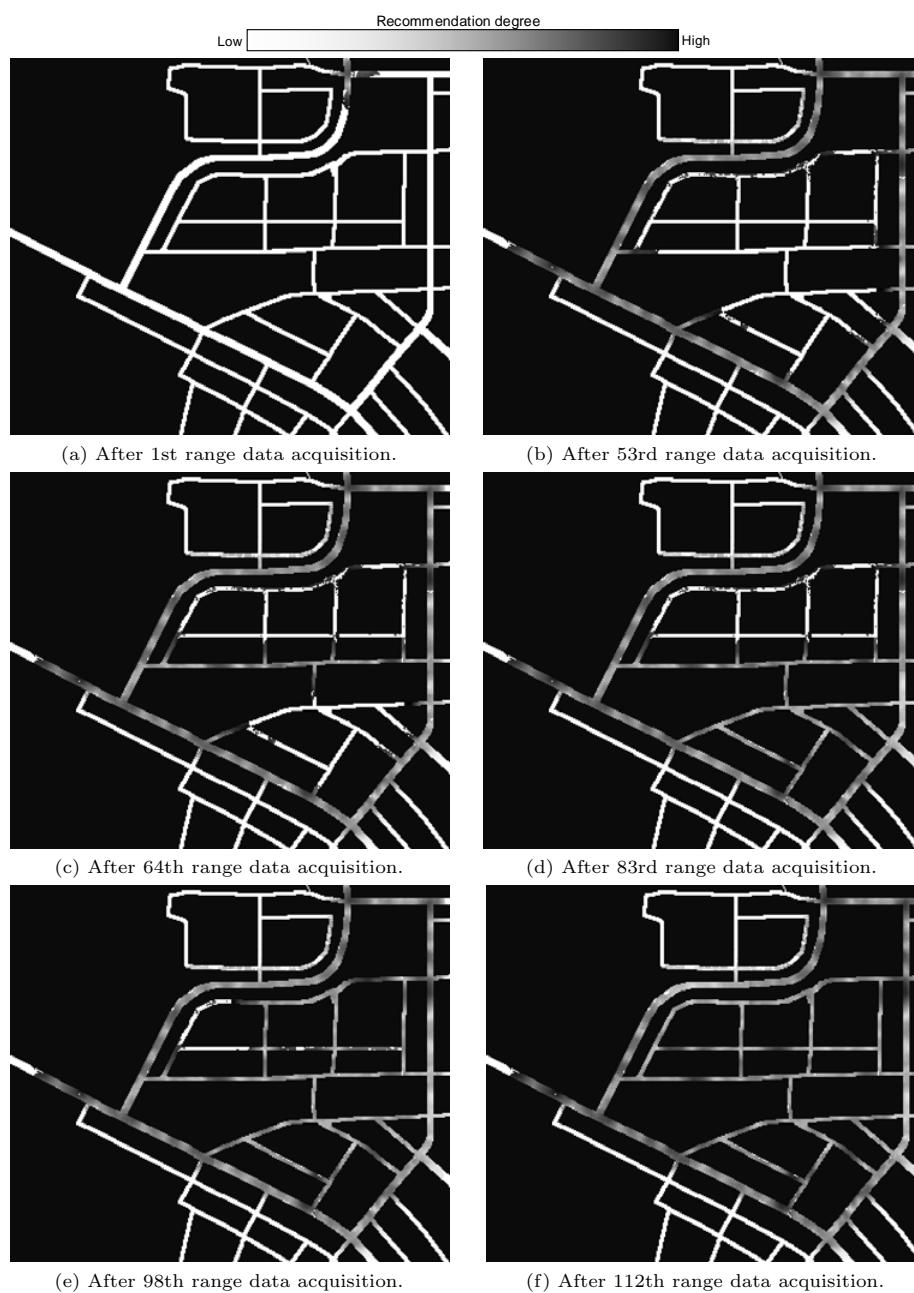 Recommendation degree
Low High
(a) After 1st range data acquisition.
(b) After 53rd range data acquisition.
(c) After 64th range data acquisition.
(d) After 83rd range data acquisition.
(e) After 98th range data acquisition.
(f) After 112th range data acquisition.